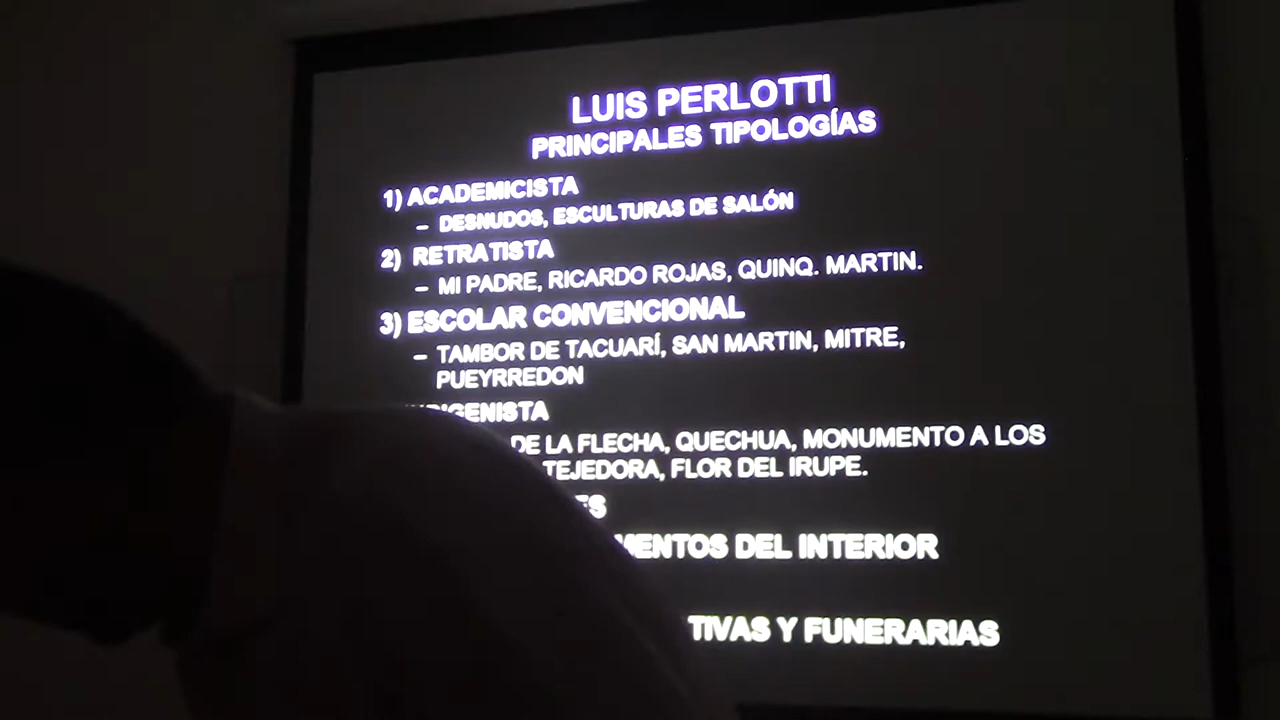 LUIS PERLOTTI
PRINCIPALES TIPOLOGÍAS
1) ACADEMICISTA
– DESNUDOS, ESCULTURAS DE SALÓN
2) RETRATISTA
– MI PADRE, RICARDO ROJAS, QUINQ. MARTIN.
3) ESCOLAR CONVENCIONAL
– TAMBOR DE TACUARÍ, SAN MARTIN, MITRE,
PUEYRREDON
DE LA FLECHA, QUECHUA, MONUMENTO A LOS
TEJEDORA, FLOR DEL IRUPE.
DEL INTERIOR
Y FUNERARIAS